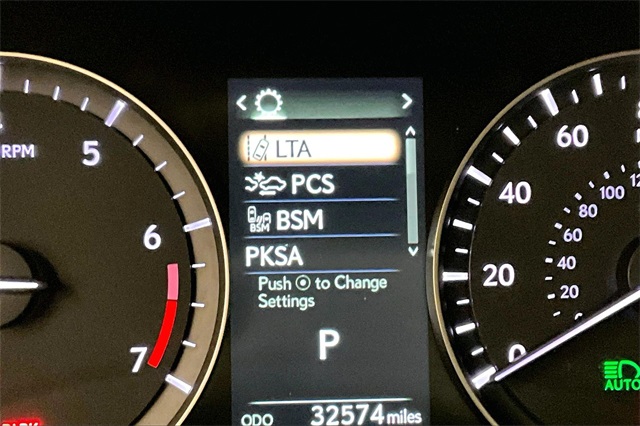 LTA
PCS
BSM
BSM
PKSA
Push to Change
Settings
P
ODO 32574 miles
RPM
5
6
7
0
20
40
60
20
40
60
80
100
AUTO